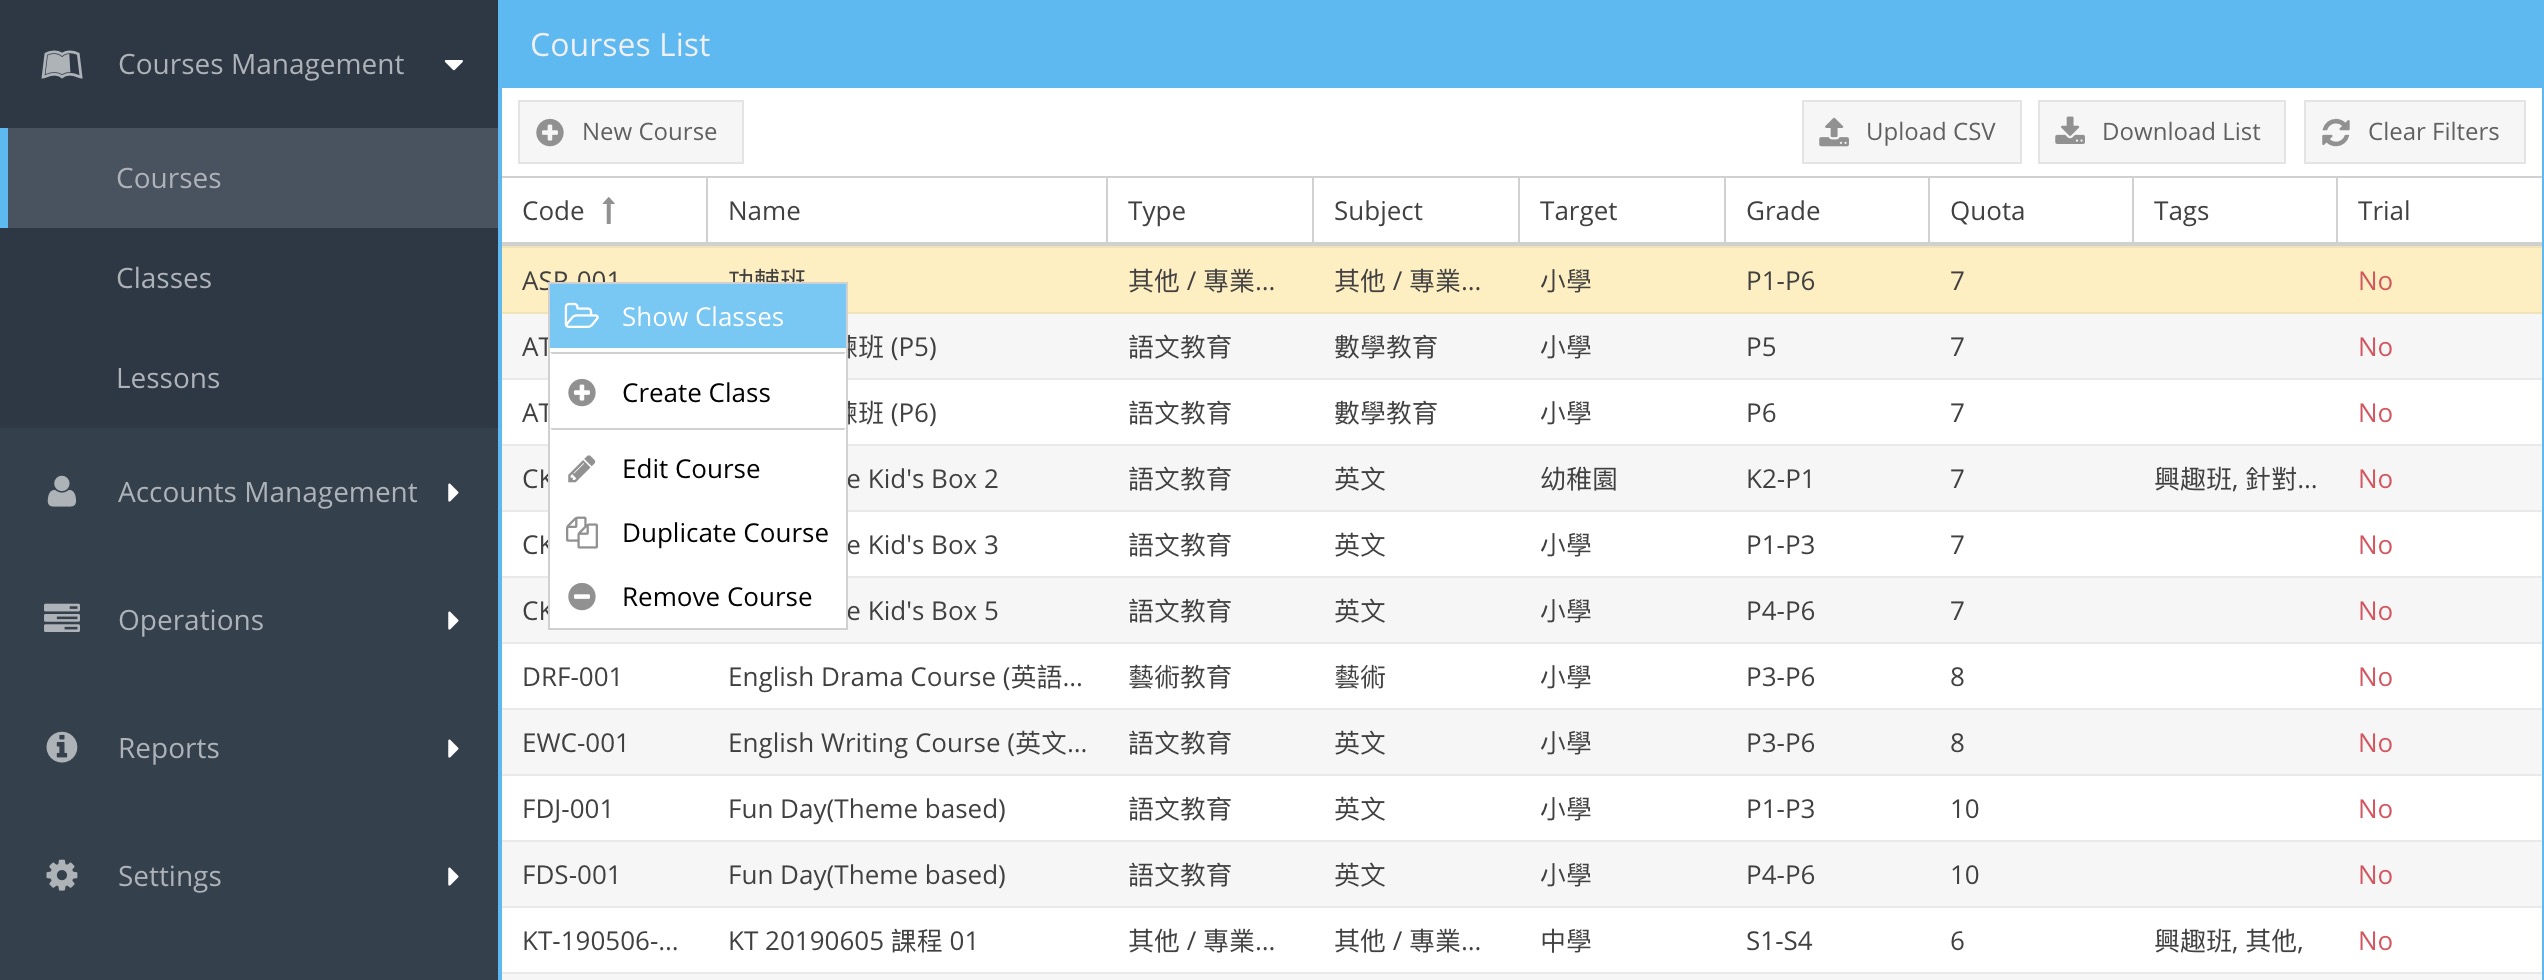 Courses Management
Courses
Classes
Lessons
Accounts Management
Operations
Reports
Settings
Courses List
New Course
Upload CSV
Download List
Clear Filters
Code Name Type Subject Target Grade Quota Tags Trial
ASP-001 功輔班 其他 / 專業... 其他 / 專業... 小學 P1-P6 7 No
Show Classes
Create Class
Edit Course
Duplicate Course
Remove Course
AT 班 (P5) 語文教育 數學教育 小學 P5 7 No
AT 班 (P6) 語文教育 數學教育 小學 P6 7 No
CK e Kid's Box 2 語文教育 英文 幼稚園 K2-P1 7 興趣班, 針對... No
CK e Kid's Box 3 語文教育 英文 小學 P1-P3 7 No
CK e Kid's Box 5 語文教育 英文 小學 P4-P6 7 No
DRF-001 English Drama Course (英語... 藝術教育 藝術 小學 P3-P6 8 No
EWC-001 English Writing Course (英文... 語文教育 英文 小學 P3-P6 8 No
FDJ-001 Fun Day(Theme based) 語文教育 英文 小學 P1-P3 10 No
FDS-001 Fun Day(Theme based) 語文教育 英文 小學 P4-P6 10 No
KT-190506-... KT 20190605 課程 01 其他 / 專業... 其他 / 專業... 中學 S1-S4 6 興趣班, 其他, No